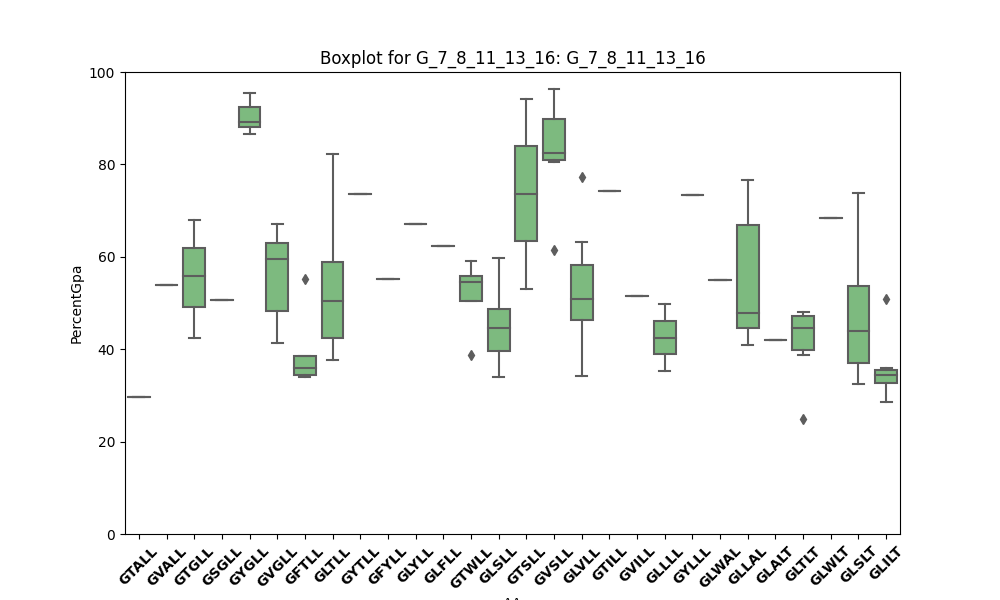 Boxplot for G_7_8_11_13_16: G_7_8_11_13_16
100
80
60
40
20
0
PercentGpa
GTALL
GVALL
GTGLL
GSGLL
GYGLL
GVGLL
GFTLL
GLTLL
GYTLL
GFYLL
GLYLL
GLFLL
GTWLL
GLSLL
GTSLL
GVSLL
GLVLL
GTILL
GVILL
GLLLL
GYLLL
GLWAL
GLLAL
GLALT
GLTLT
GLWLT
GLSLT
GLILT